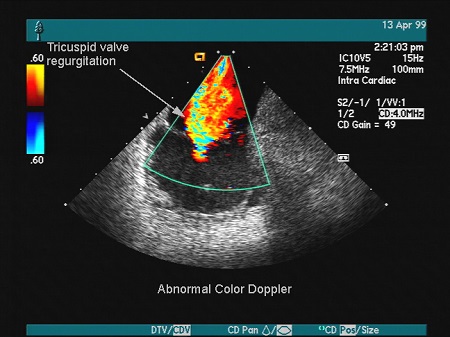 13 Apr 99
Tricuspid valve
regurgitation
2:21:03 pm
IC10V5 15Hz
7.5MHz 100mm
Intra Cardiac
S2/-1/ 1/VV:1
1/2 CD:4.0MHz
CD Gain = 49
.60
.60
Abnormal Color Doppler
DTV/CDV CD Pan CD Pos/Size